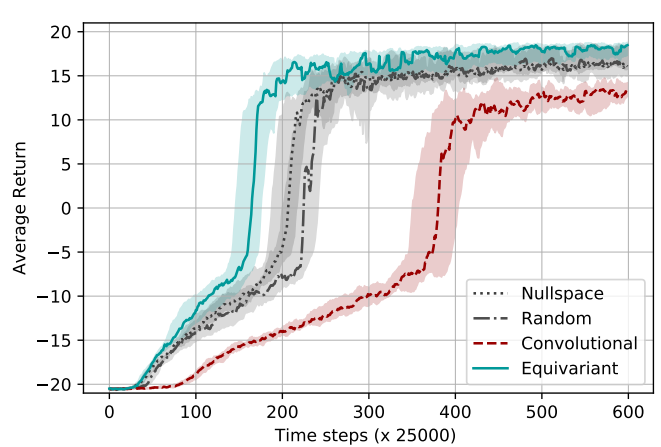 20
15
10
5
0
−5
−10
−15
−20
Average Return
0 100 200 300 400 500 600
Time steps (x 25000)
Nullspace
Random
Convolutional
Equivariant